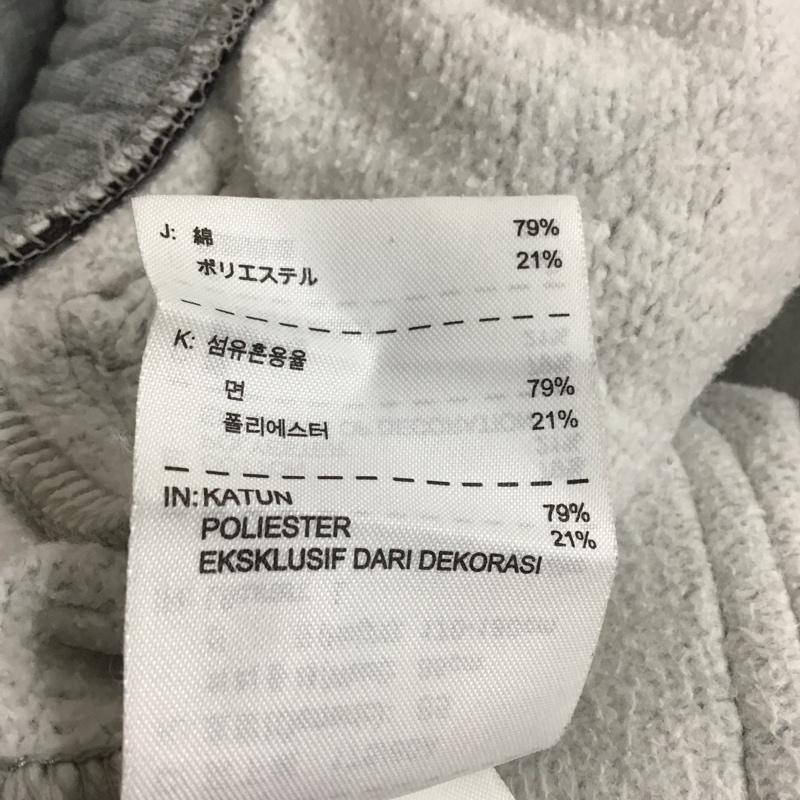 J: 綿 79%
ポリエステル 21%
K: 섬유혼용율
면 79%
폴리에스터 21%
IN: KATUN 79%
POLIESTER 21%
EKSKLUSIF DARI DEKORASI